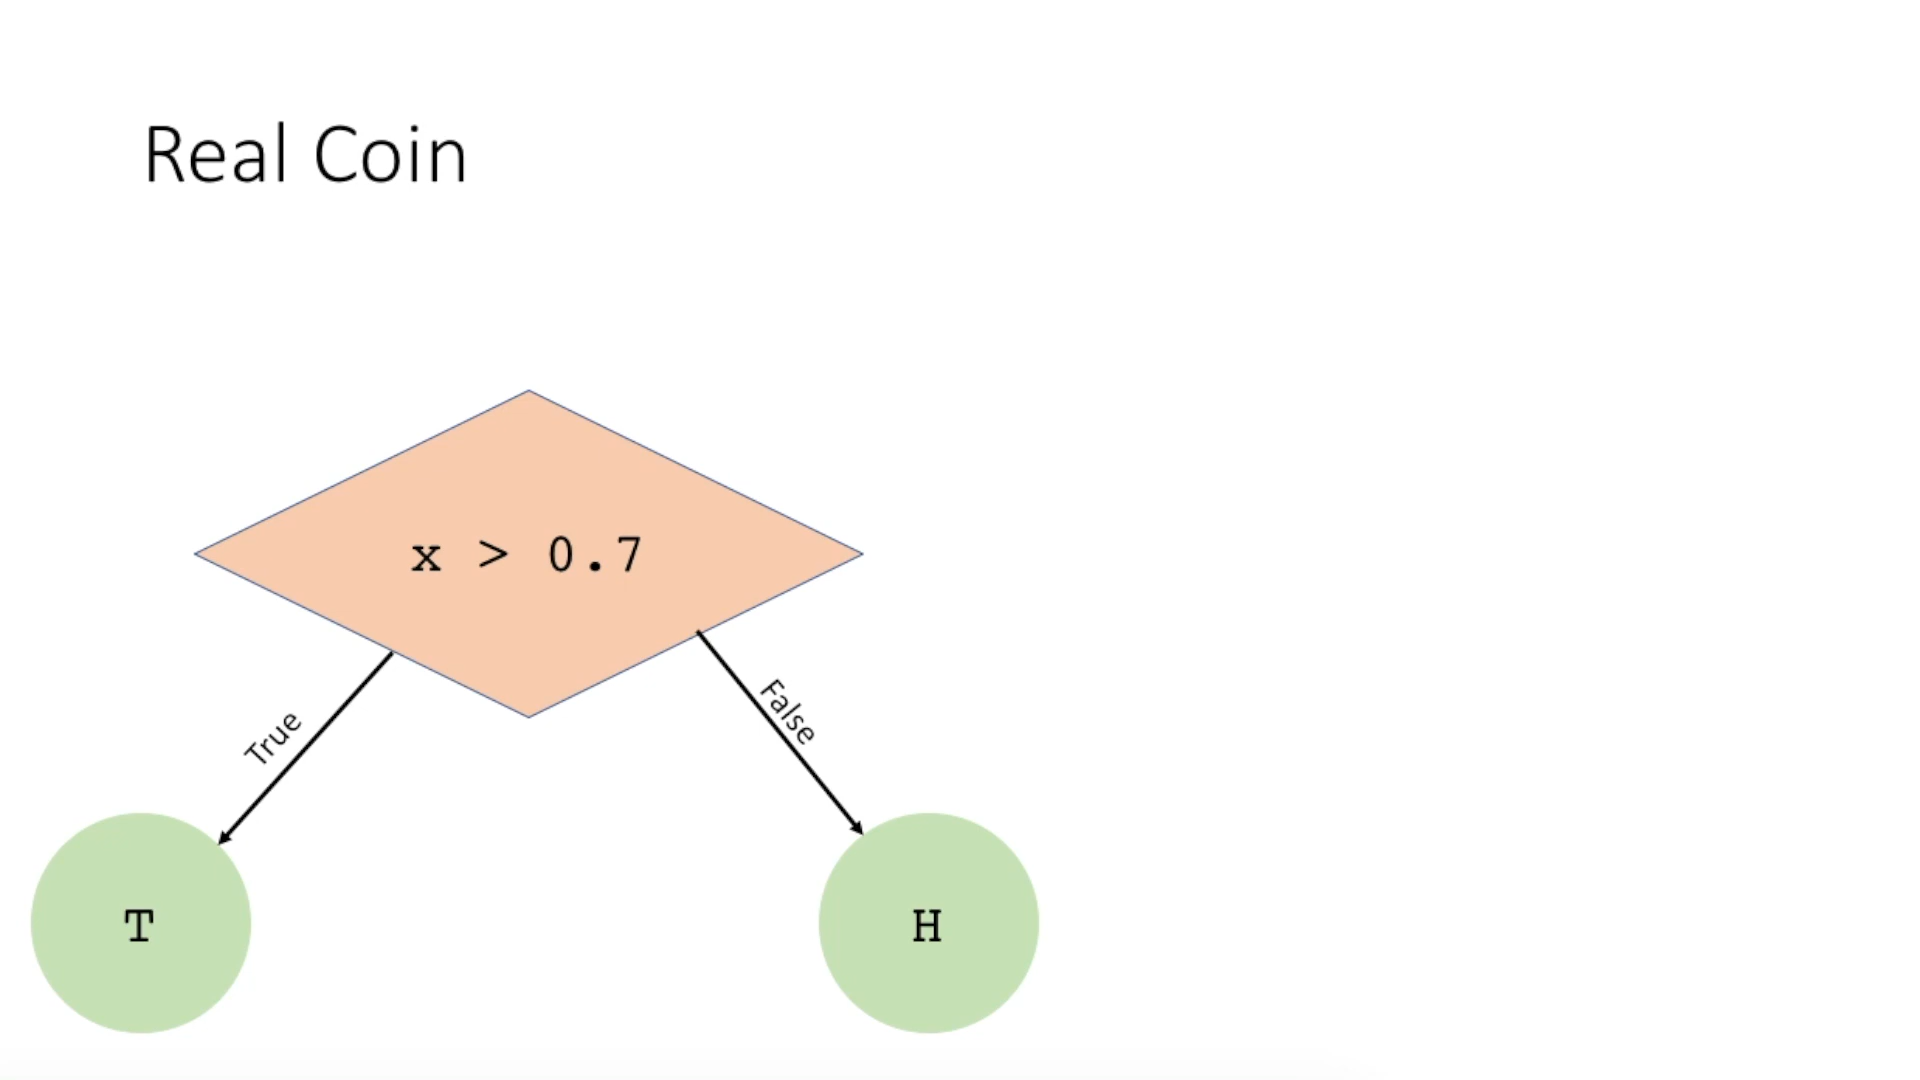 Real Coin
x > 0.7
True
False
T
H